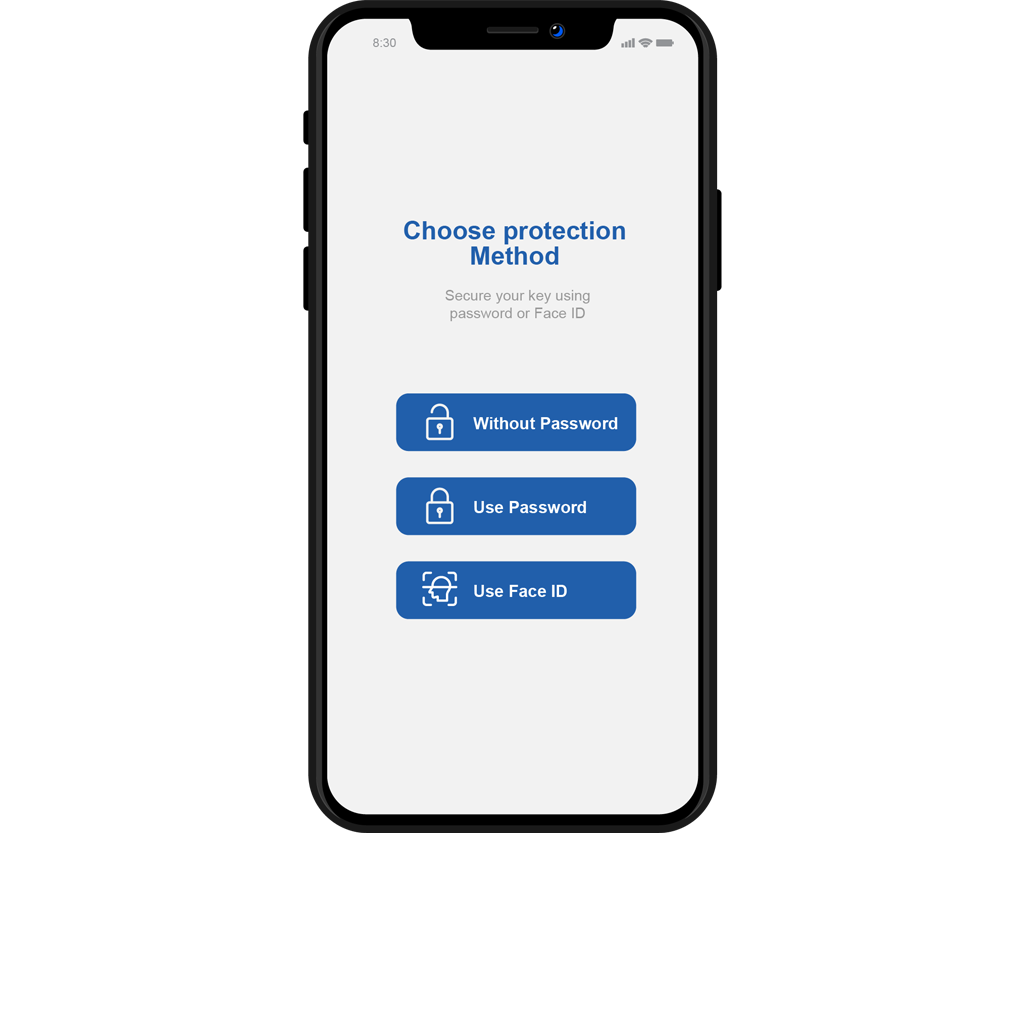 8:30
Choose protection
Method
Secure your key using
password or Face ID
Without Password
Use Password
Use Face ID